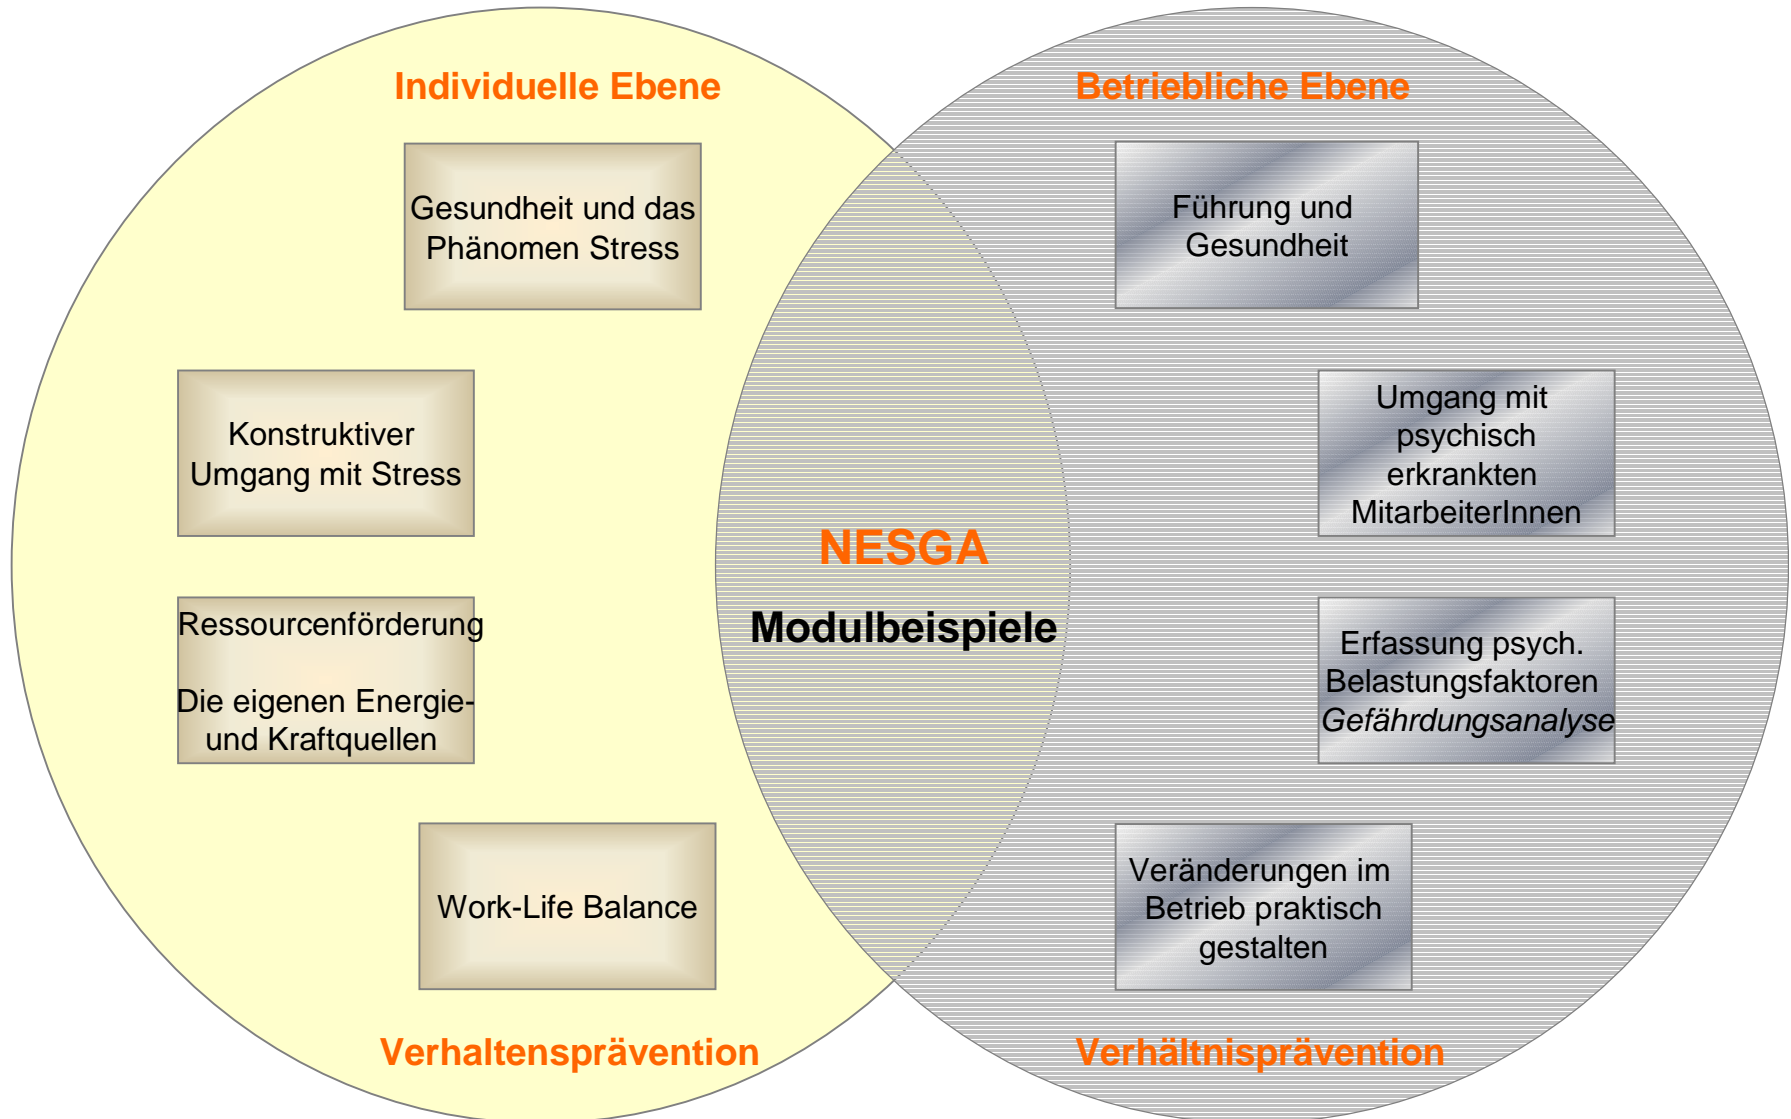 Individuelle Ebene
Gesundheit und das
Phänomen Stress
Konstruktiver
Umgang mit Stress
Ressourcenförderung
Die eigenen Energie-
und Kraftquellen
Work-Life Balance
Verhaltensprävention
NESGA
Modulbeispiele
Betriebliche Ebene
Führung und
Gesundheit
Umgang mit
psychisch
erkrankten
MitarbeiterInnen
Erfassung psych.
Belastungsfaktoren
Gefährdungsanalyse
Veränderungen im
Betrieb praktisch
gestalten
Verhältnisprävention